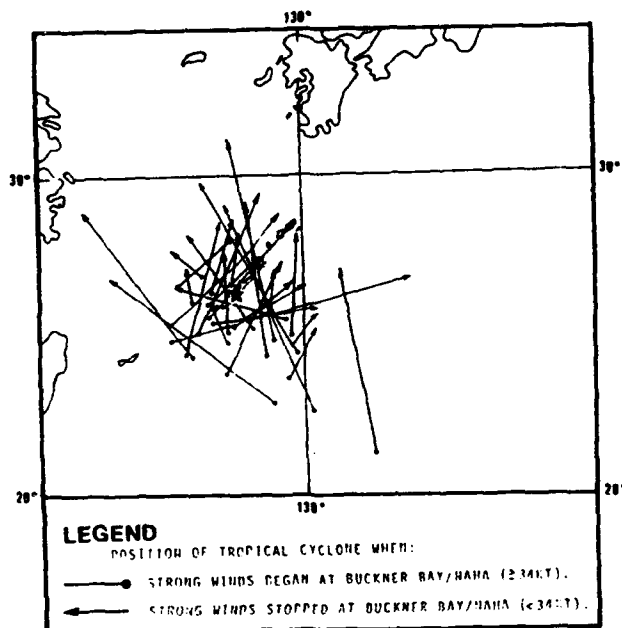 130°
30°
30°
20°
20
130°
LEGEND
POSITION OF TROPICAL CYCLONE WHEN:
STRONG WINDS BEGAN AT BUCKNER BAY/NAHA (≥34KT).
STRONG WINDS STOPPED AT BUCKNER BAY/NAHA (<34KT).